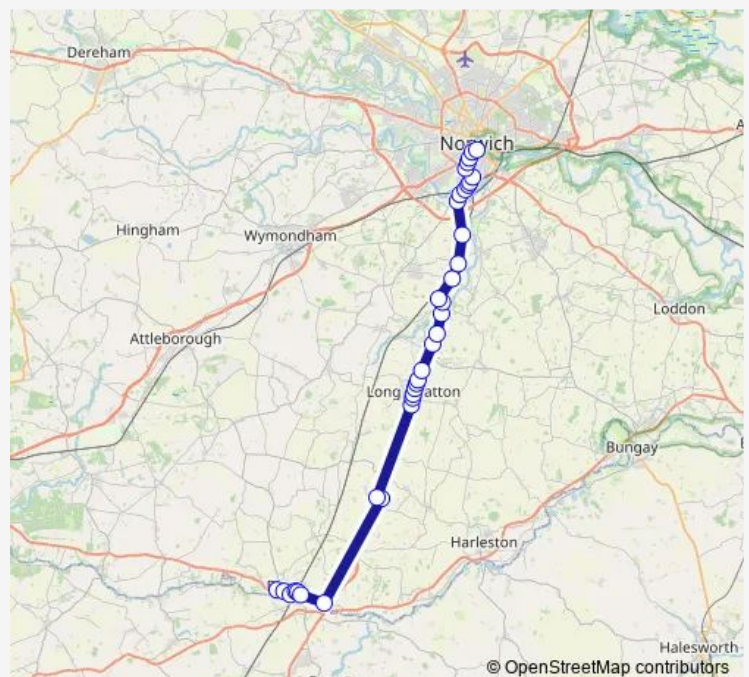 Dereham
Norwich
A
Hingham
Wymondham
Loddon
Attleborough
Long Stratton
Bungay
Harleston
Halesworth
© OpenStreetMap contributors